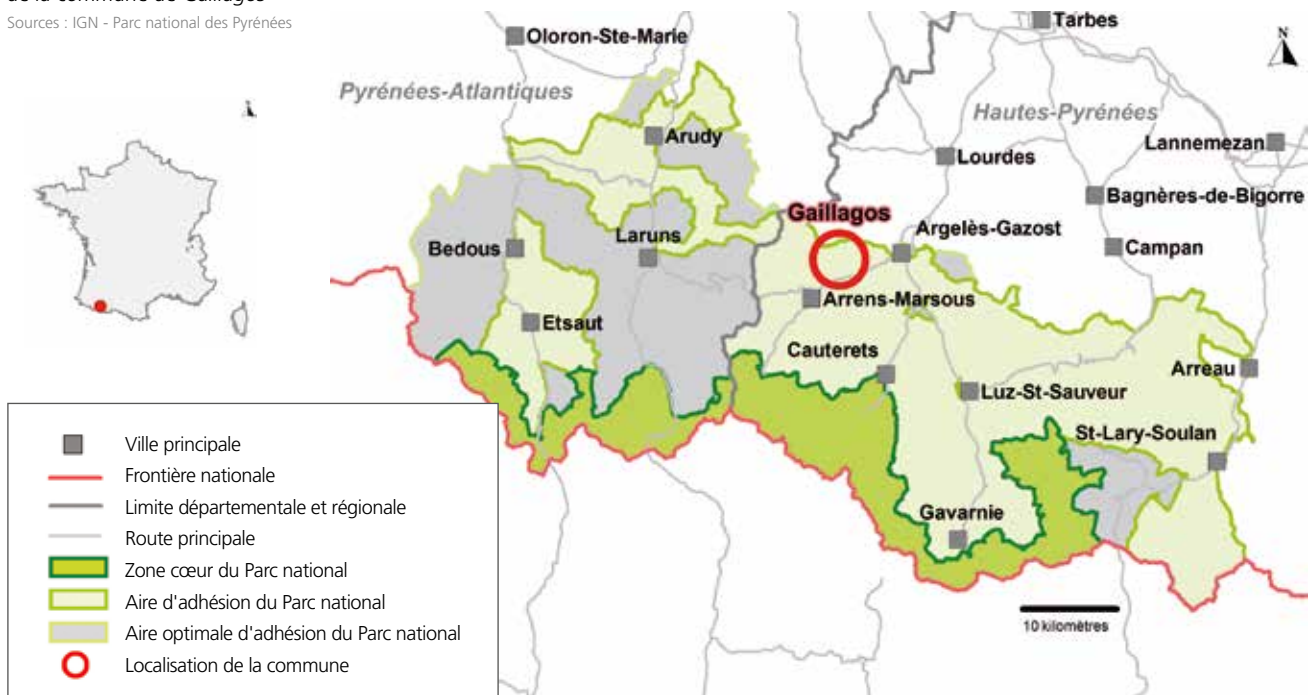 de la commune de Gaillagos
Sources : IGN - Parc national des Pyrénées
Tarbes
Oloron-Ste-Marie
N
Pyrénées-Atlantiques
Hautes-Pyrénées
Arudy
Lannemezan
Lourdes
Bagnères-de-Bigorre
Gaillagos
Argelès-Gazost
Bedous
Laruns
Campan
Arrens-Marsous
Etsaut
Cauterets
Arreau
Luz-St-Sauveur
St-Lary-Soulan
Gavarnie
10 kilomètres
Ville principale
Frontière nationale
Limite départementale et régionale
Route principale
Zone cœur du Parc national
Aire d'adhésion du Parc national
Aire optimale d'adhésion du Parc national
Localisation de la commune